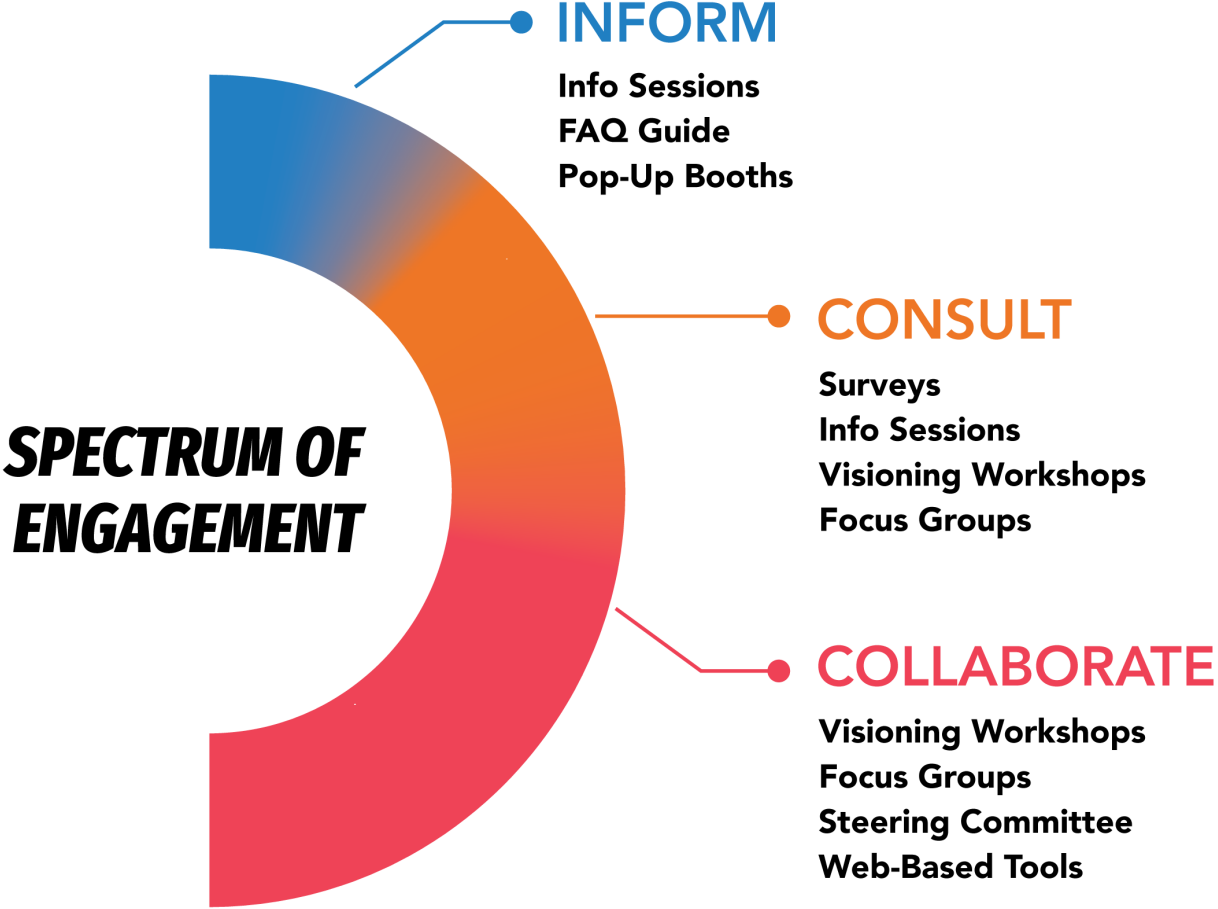 INFORM
Info Sessions
FAQ Guide
Pop-Up Booths
CONSULT
Surveys
Info Sessions
Visioning Workshops
Focus Groups
SPECTRUM OF
ENGAGEMENT
COLLABORATE
Visioning Workshops
Focus Groups
Steering Committee
Web-Based Tools